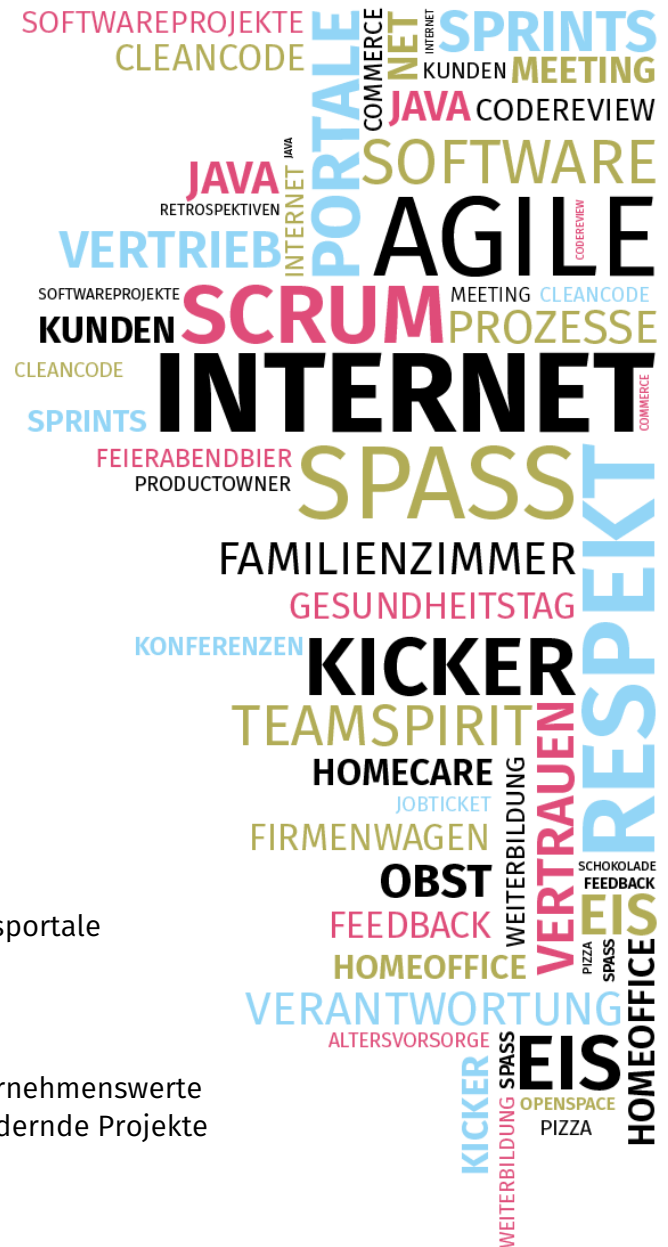 SOFTWAREPROJEKTE
CLEANCODE
PORTALE
COMMERCE
NET
INTERNET
SPRINTS
KUNDEN
MEETING
JAVA
CODEREVIEW
JAVA
SOFTWARE
JAVA
INTERNET
RETROSPEKTIVEN
VERTRIEB
AGILE
CODEREVIEW
SOFTWAREPROJEKTE
SCRUM
MEETING
CLEANCODE
KUNDEN
PROZESSE
CLEANCODE
INTERNET
COMMERCE
SPRINTS
FEIERABENDBIER
SPASS
RESPEKT
PRODUCTOWNER
FAMILIENZIMMER
GESUNDHEITSTAG
KONFERENZEN
KICKER
TEAMSPIRIT
VERTRAUEN
HOMECARE
WEITERBILDUNG
JOBTICKET
FIRMENWAGEN
OBST
SCHOKOLADE
FEEDBACK
FEEDBACK
EIS
sportale
HOMEOFFICE
PIZZA
SPASS
HOMEOFFICE
VERANTWORTUNG
ALTERSVORSORGE
SPASS
EIS
KICKER
rnehmenswerte
WEITERBILDUNG
OPENSPACE
dernde Projekte
PIZZA